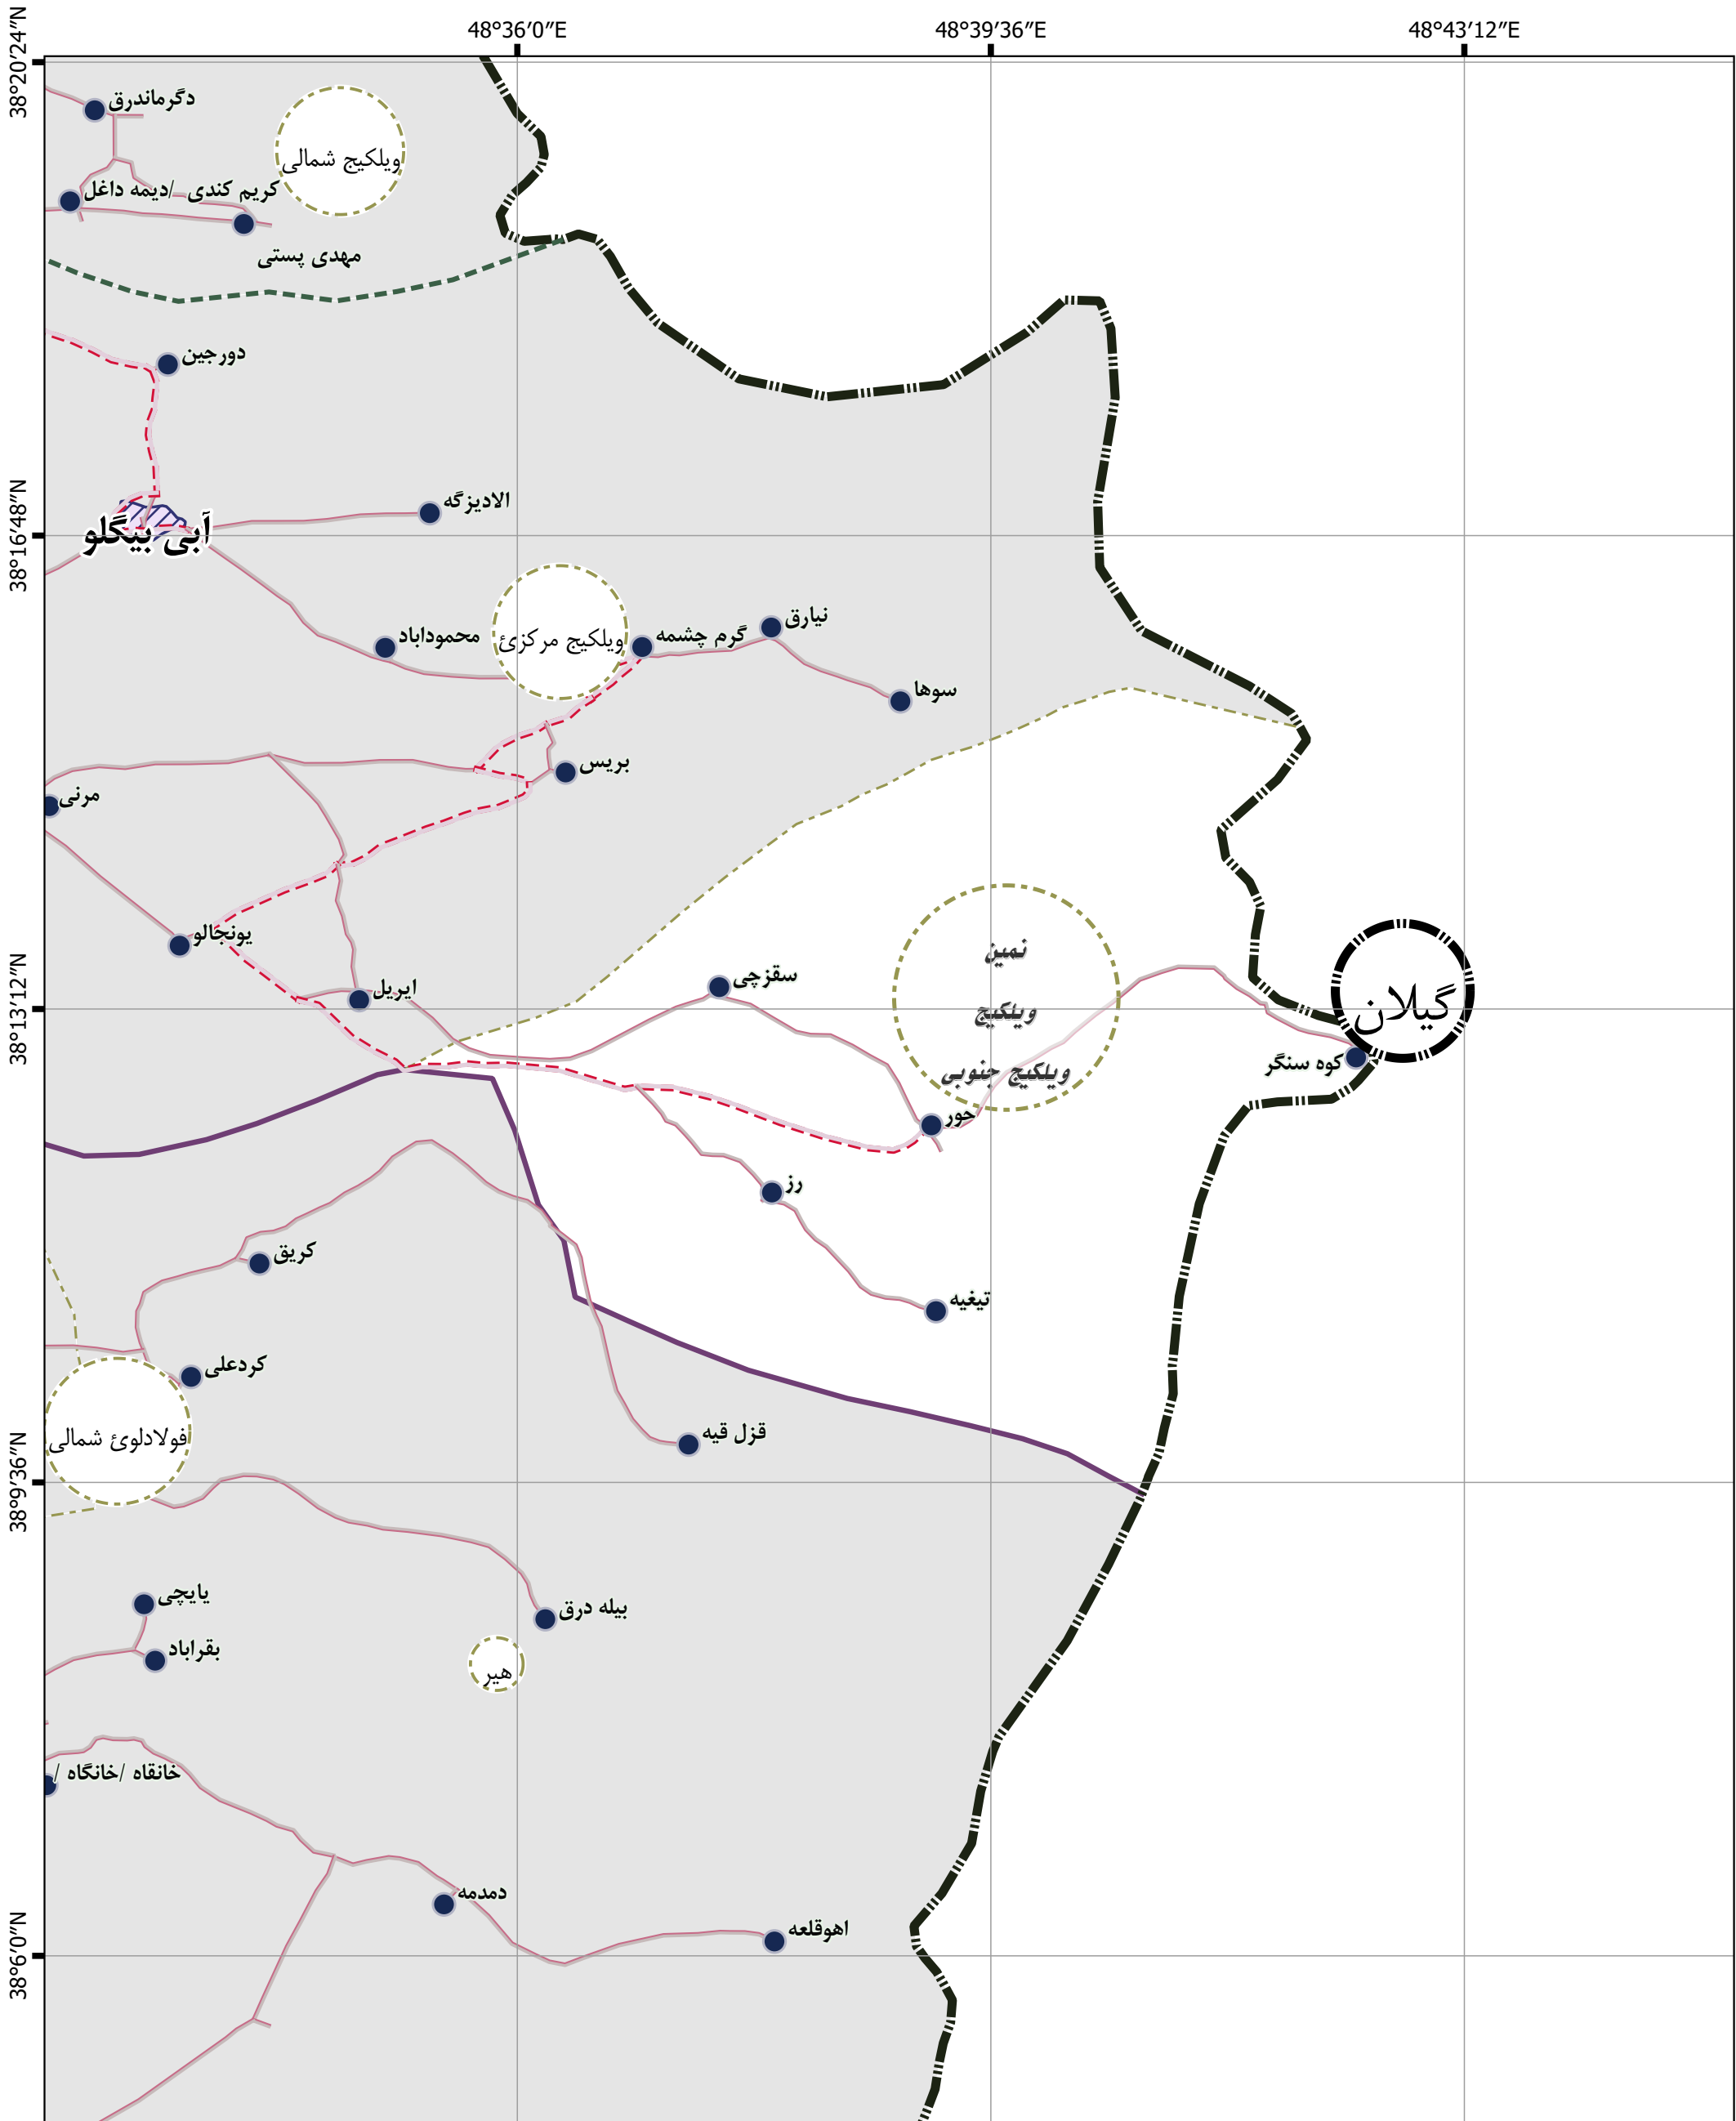 48°36′0″E
48°39′36″E
48°43′12″E
38°20′24″N
دگرماندرق
ویلکیج شمالی
کریم کندی /دیمه داغل
مهدی پستی
دورجین
الادیزگه
38°16′48″N
آبی بیگلو
نیارق
گرم چشمه
محموداباد
ویلکیج مرکزئ
سوها
بریس
مرنی
یونجالو
نمین
ویلکیج
ویلکیج جنوبی
سقزچی
ایریل
گیلان
38°13′12″N
کوه سنگر
جور
رز
کریق
تیغیه
کردعلی
فولادلوئ شمالی
قزل قیه
38°9′36″N
یایچی
بیله درق
بقراباد
هیر
خانقاه /خانگاه /
دمدمه
اهوقلعه
38°6′0″N